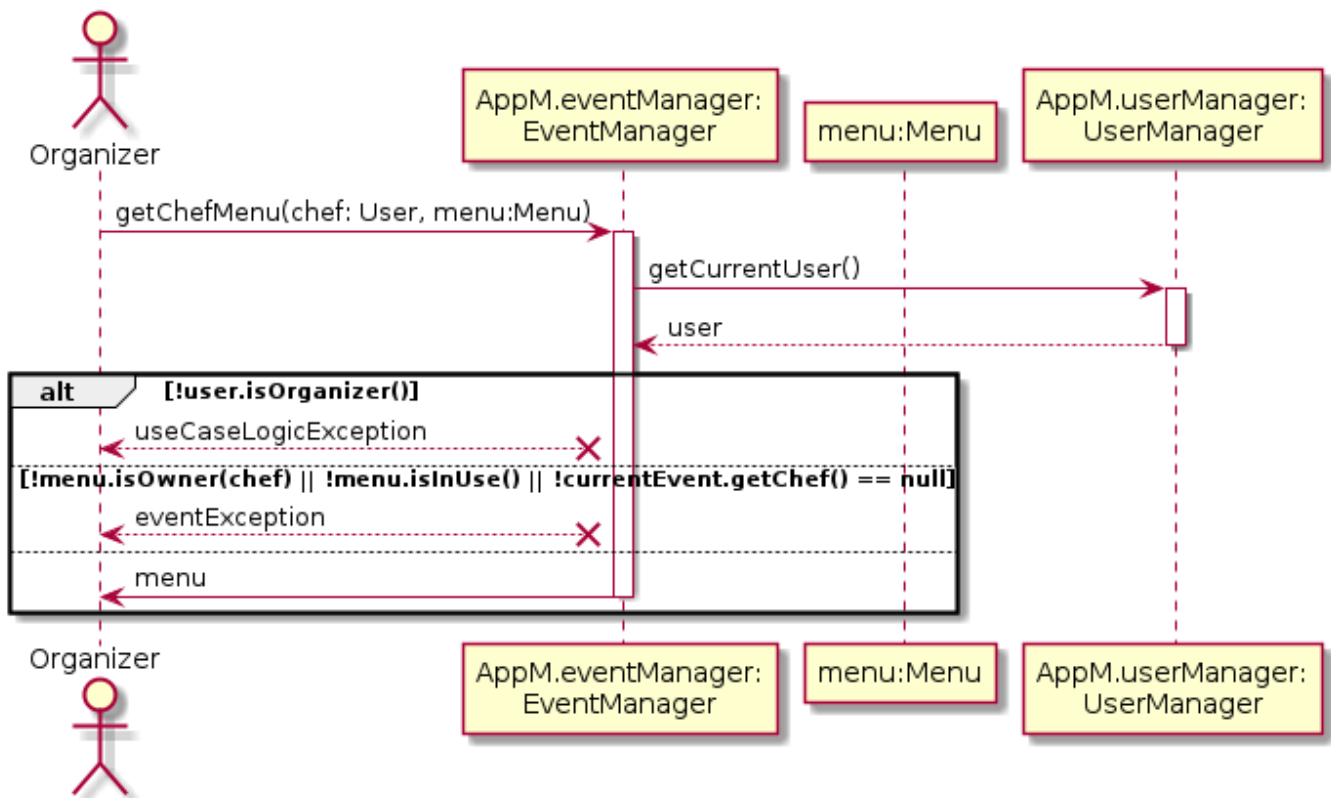 Organizer
AppM.eventManager:
EventManager
menu:Menu
AppM.userManager:
UserManager
getChefMenu(chef: User, menu:Menu)
getCurrentUser()
user
alt [!user.isOrganizer()]
useCaseLogicException
[!menu.isOwner(chef) || !menu.isInUse() || !currentEvent.getChef() == null]
eventException
menu
Organizer
AppM.eventManager:
EventManager
menu:Menu
AppM.userManager:
UserManager